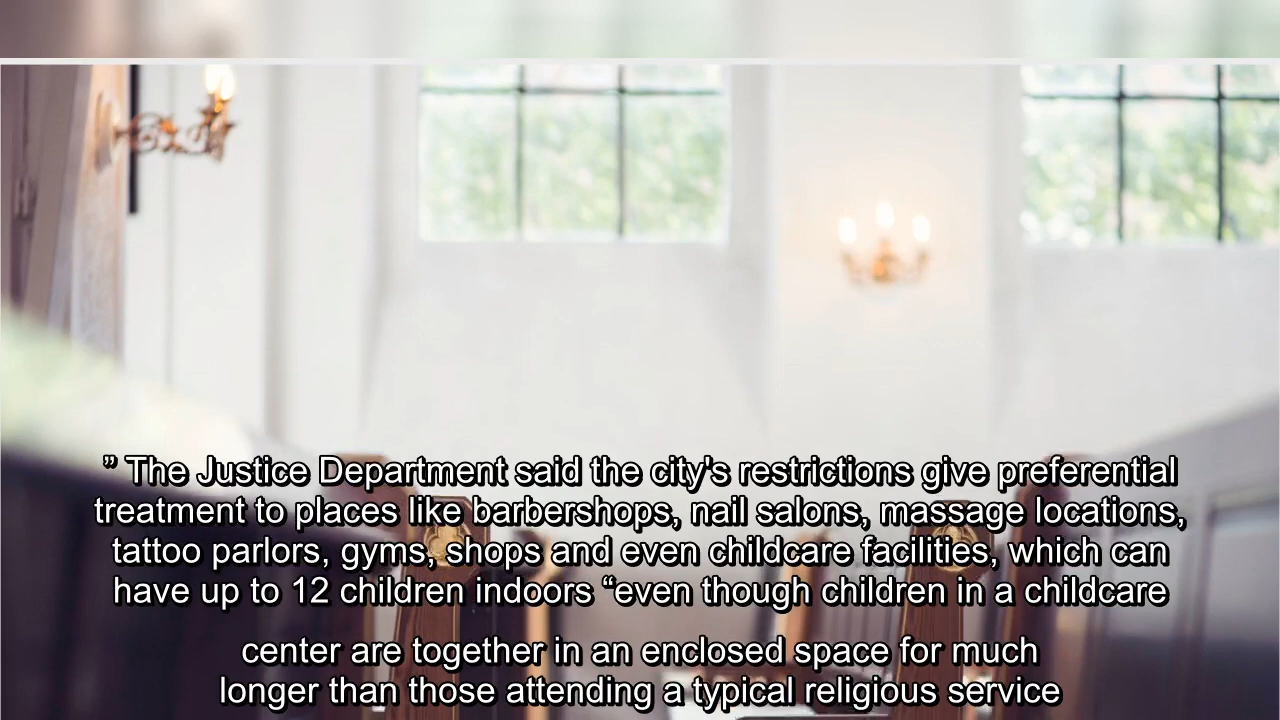 ” The Justice Department said the city's restrictions give preferential
treatment to places like barbershops, nail salons, massage locations,
tattoo parlors, gyms, shops and even childcare facilities, which can
have up to 12 children indoors “even though children in a childcare
center are together in an enclosed space for much
longer than those attending a typical religious service